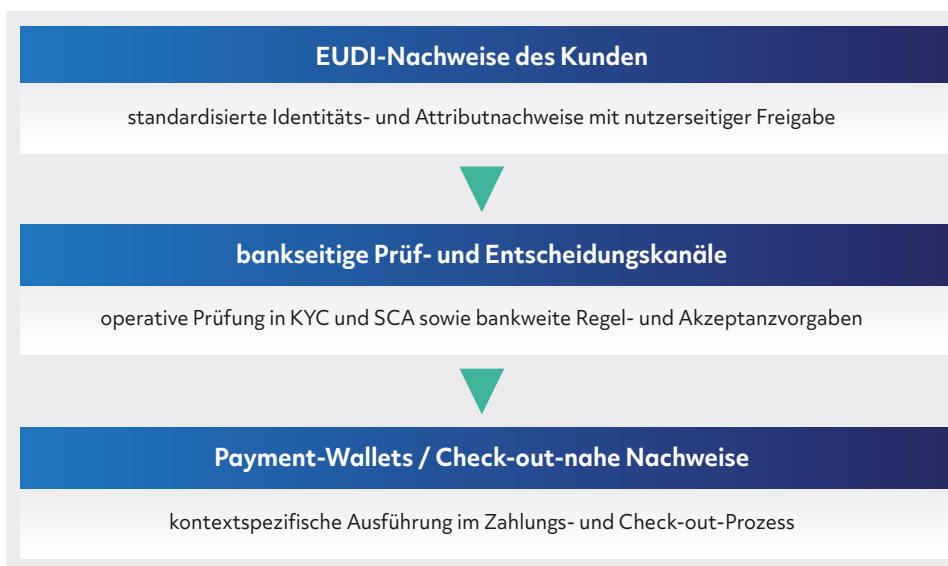 EUDI-Nachweise des Kunden
standardisierte Identitäts- und Attributnachweise mit nutzerseitiger Freigabe
bankseitige Prüf- und Entscheidungskanäle
operative Prüfung in KYC und SCA sowie bankweite Regel- und Akzeptanzvorgaben
Payment-Wallets / Check-out-nahe Nachweise
kontextspezifische Ausführung im Zahlungs- und Check-out-Prozess